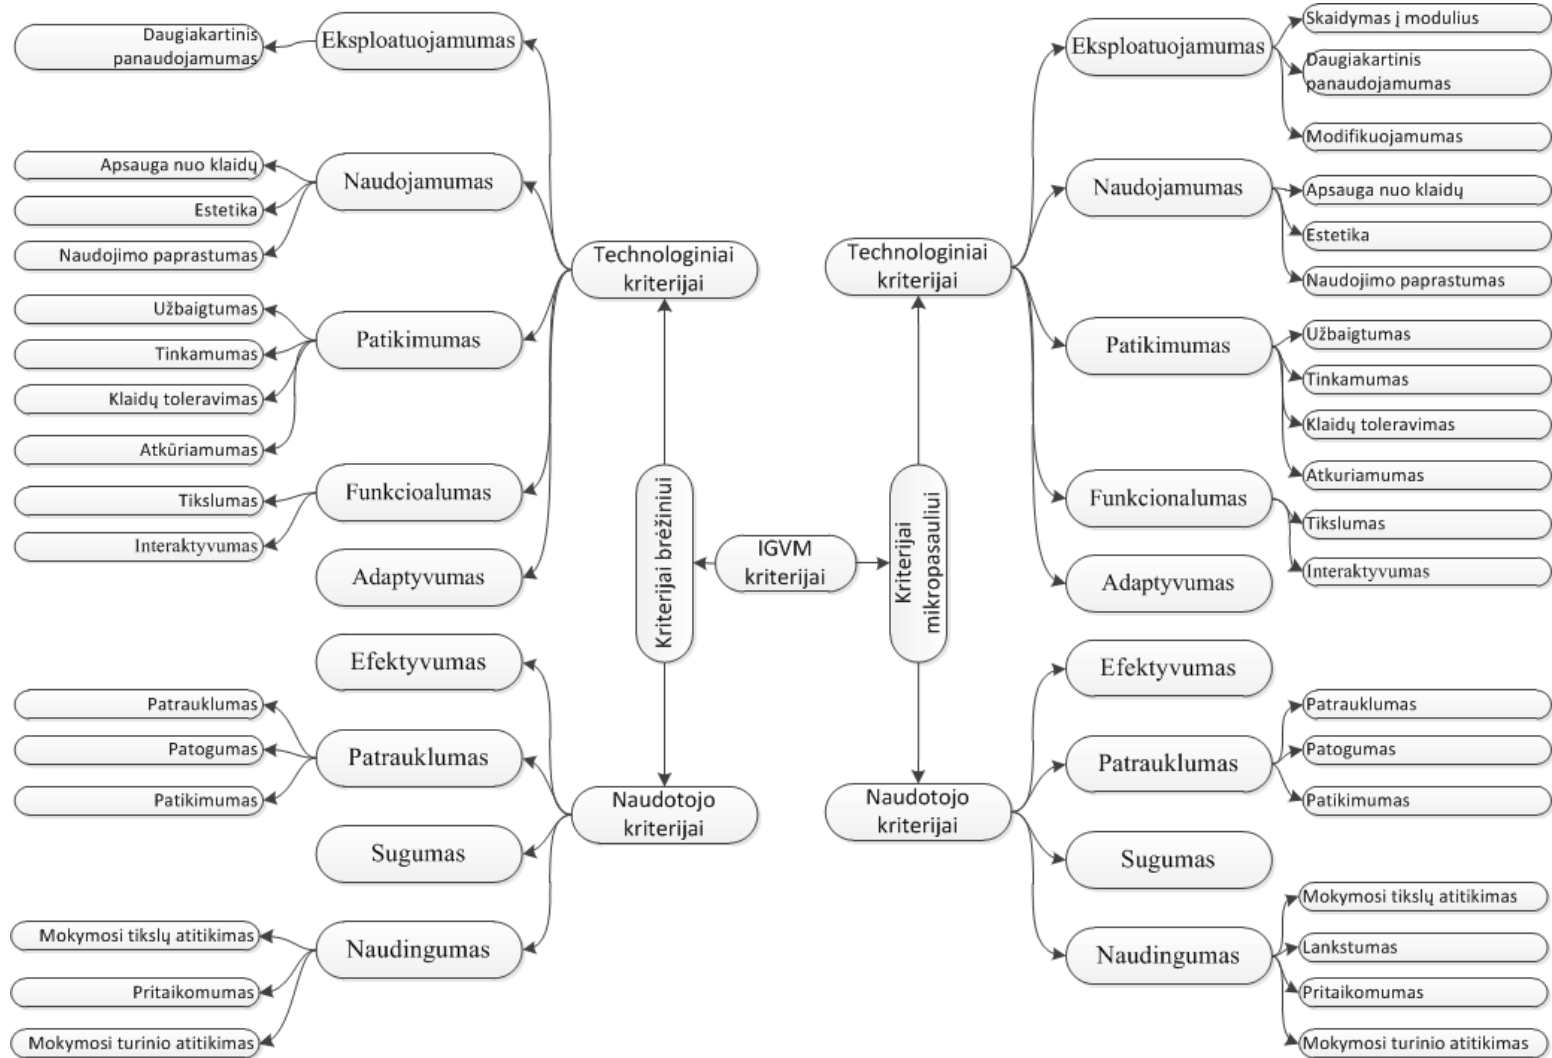 Daugiakartinis
panaudojamumas
Eksploatuojamumas
Apsauga nuo klaidų
Estetika
Naudojimo paprastumas
Naudojamumas
Užbaigtumas
Tinkamumas
Klaidų toleravimas
Atkūriamumas
Patikimumas
Tikslumas
Interaktyvumas
Funkcioalumas
Adaptyvumas
Technologiniai
kriterijai
Efektyvumas
Patrauklumas
Patogumas
Patikimumas
Patrauklumas
Sugumas
Mokymosi tikslų atitikimas
Pritaikomumas
Mokymosi turinio atitikimas
Naudingumas
Naudotojo
kriterijai
Kriterijai brėžiniui
IGVM
kriterijai
Kriterijai
mikropasauliui
Technologiniai
kriterijai
Eksploatuojamumas
Skaidymas į modulius
Daugiakartinis
panaudojamumas
Modifikuojamumas
Naudojamumas
Apsauga nuo klaidų
Estetika
Naudojimo paprastumas
Patikimumas
Užbaigtumas
Tinkamumas
Klaidų toleravimas
Atkuriamumas
Funkcionalumas
Tikslumas
Interaktyvumas
Adaptyvumas
Naudotojo
kriterijai
Efektyvumas
Patrauklumas
Patrauklumas
Patogumas
Patikimumas
Sugumas
Naudingumas
Mokymosi tikslų atitikimas
Lankstumas
Pritaikomumas
Mokymosi turinio atitikimas